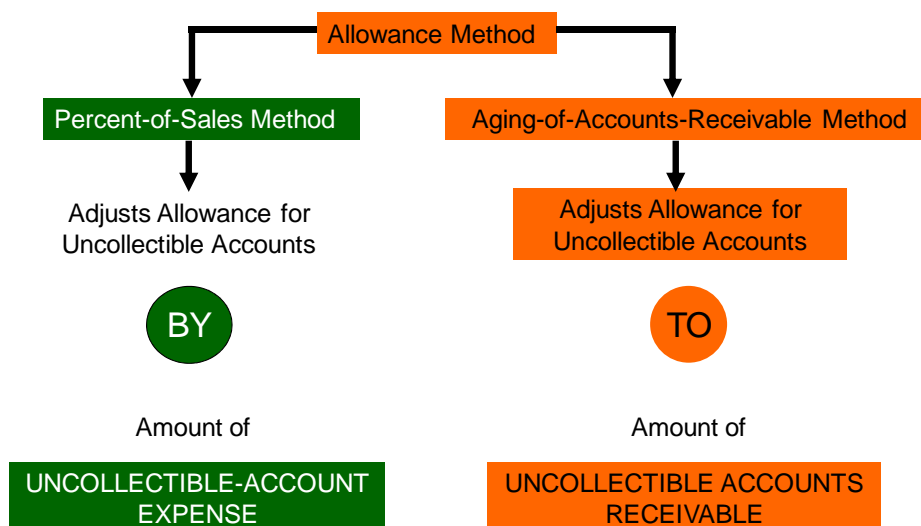 Allowance Method
Percent-of-Sales Method
Aging-of-Accounts-Receivable Method
Adjusts Allowance for
Uncollectible Accounts
Adjusts Allowance for
Uncollectible Accounts
BY
TO
Amount of
Amount of
UNCOLLECTIBLE-ACCOUNT
EXPENSE
UNCOLLECTIBLE ACCOUNTS
RECEIVABLE